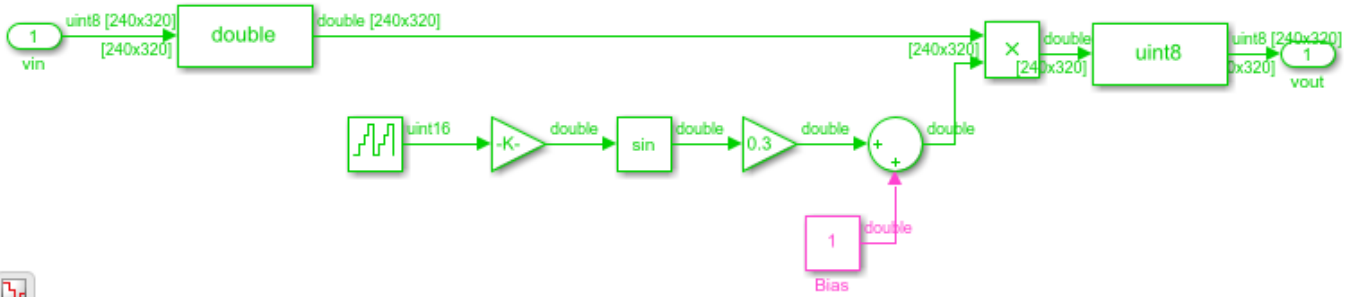 uint8 [240x320]
1
[240x320]
vin
double
double [240x320]
[240x320]
×
double
[240x320]
uint8
uint8 [240x320]
0x320]
1
vout
uint16
-K-
double
sin
double
0.3
double
+
+
double
1
double
Bias